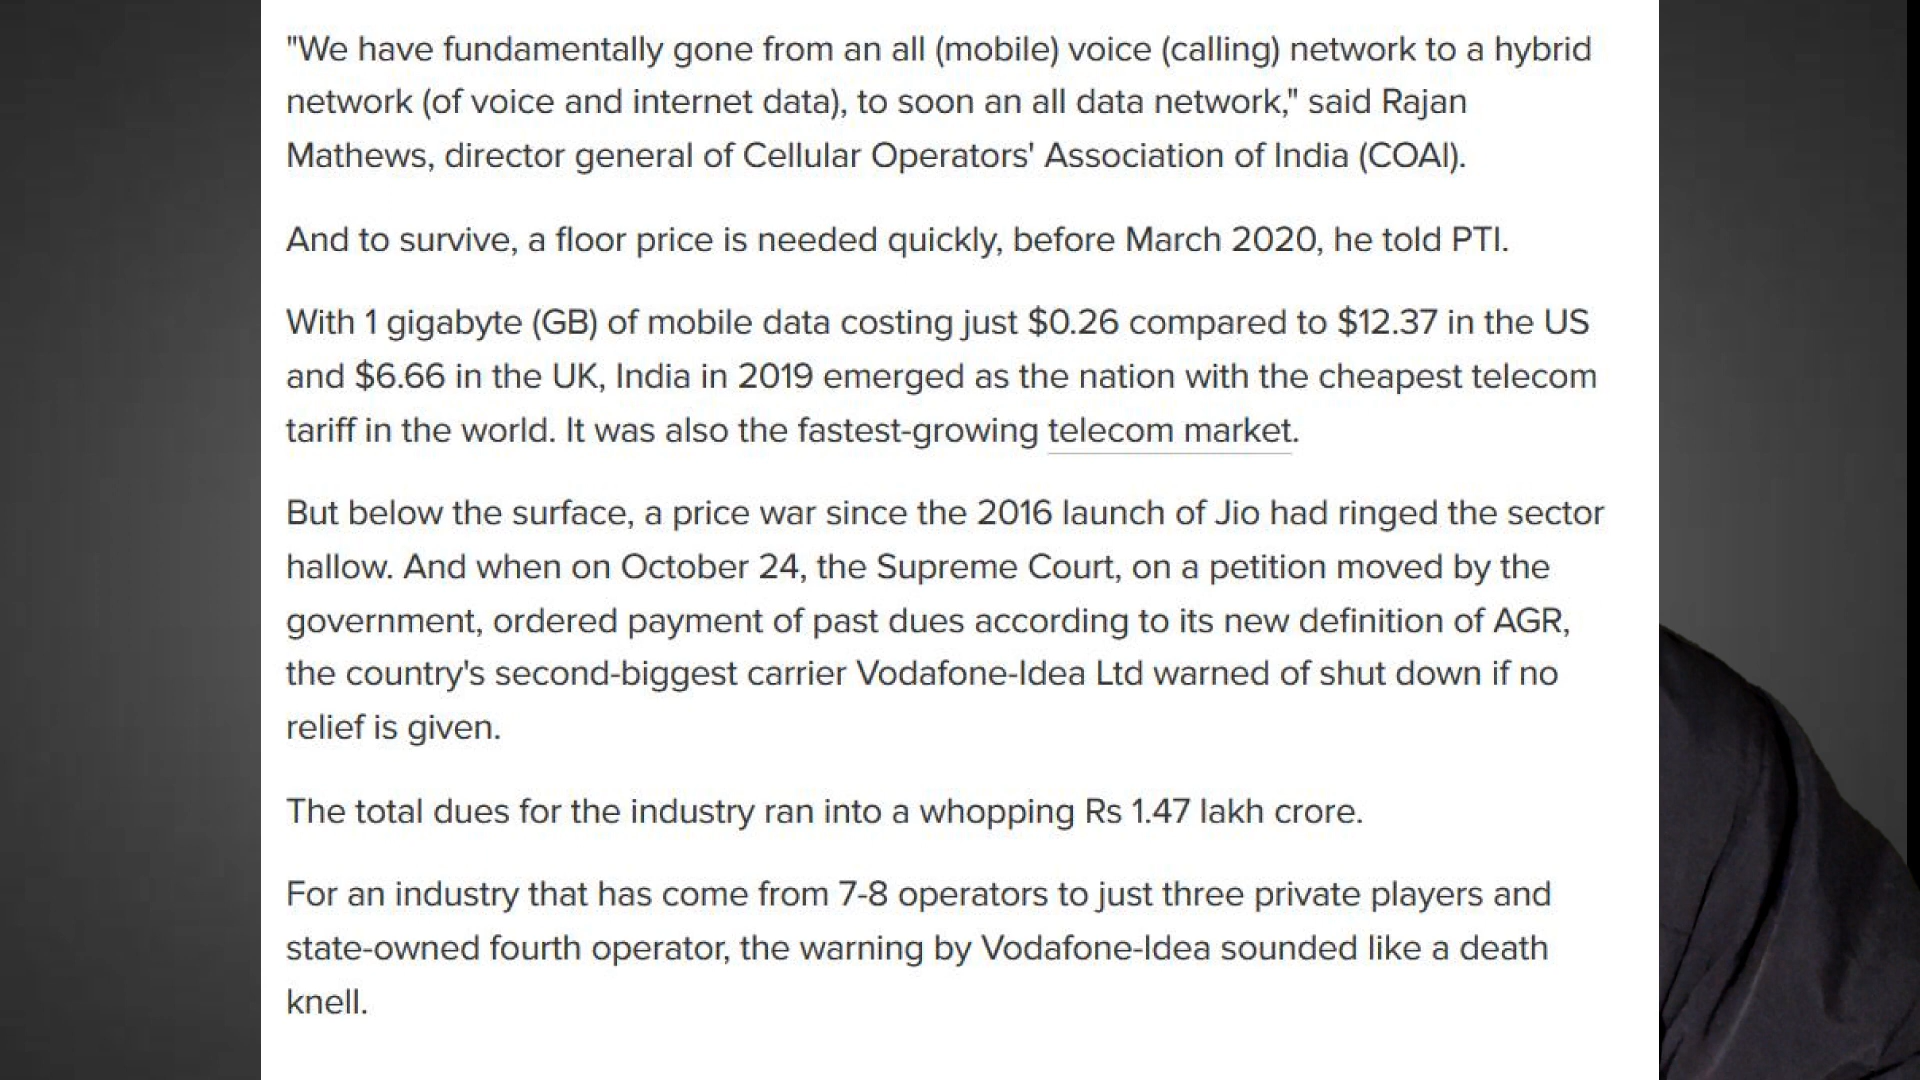 "We have fundamentally gone from an all (mobile) voice (calling) network to a hybrid
network (of voice and internet data), to soon an all data network," said Rajan
Mathews, director general of Cellular Operators' Association of India (COAI).
And to survive, a floor price is needed quickly, before March 2020, he told PTI.
With 1 gigabyte (GB) of mobile data costing just $0.26 compared to $12.37 in the US
and $6.66 in the UK, India in 2019 emerged as the nation with the cheapest telecom
tariff in the world. It was also the fastest-growing telecom market.
But below the surface, a price war since the 2016 launch of Jio had ringed the sector
hallow. And when on October 24, the Supreme Court, on a petition moved by the
government, ordered payment of past dues according to its new definition of AGR,
the country's second-biggest carrier Vodafone-Idea Ltd warned of shut down if no
relief is given.
The total dues for the industry ran into a whopping Rs 1.47 lakh crore.
For an industry that has come from 7-8 operators to just three private players and
state-owned fourth operator, the warning by Vodafone-Idea sounded like a death
knell.